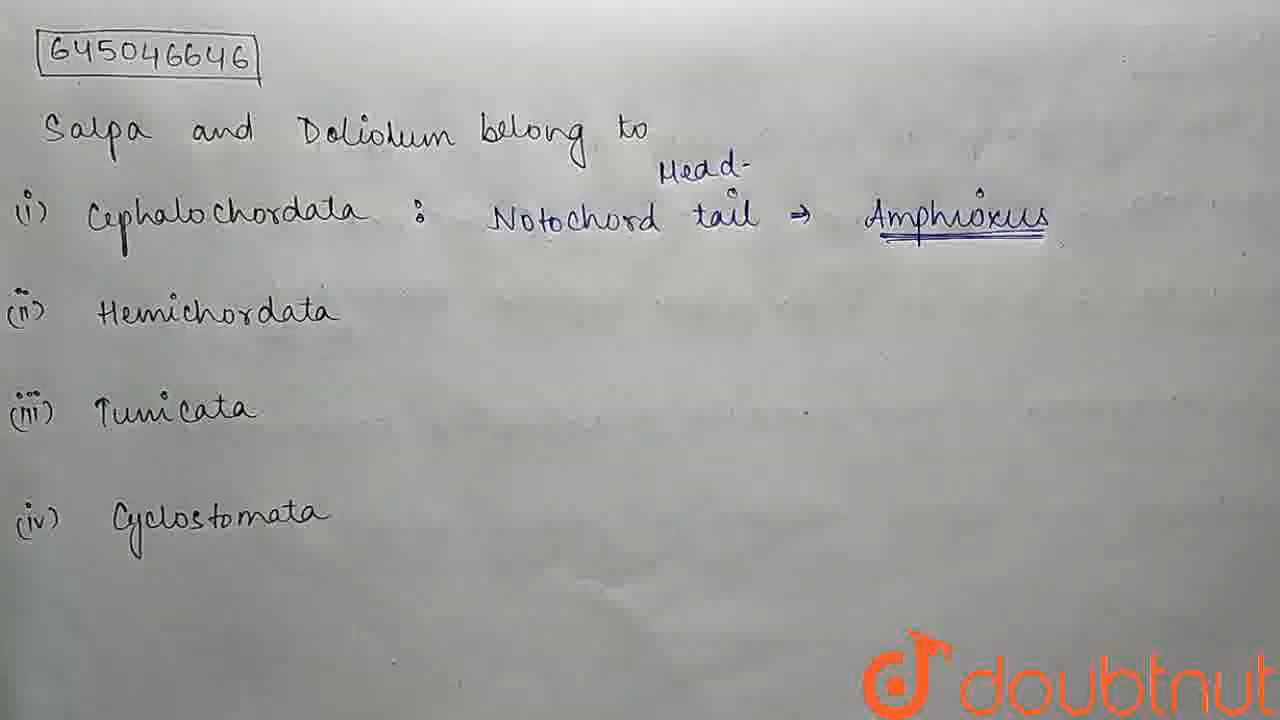 645046646
Salpa and Doliolum belong to
Head-
(i) Cephalochordata : Notochord tail ⇒ Amphioxus
(ii) Hemichordata
(iii) Tunicata
(iv) Cyclostomata
doubtnut